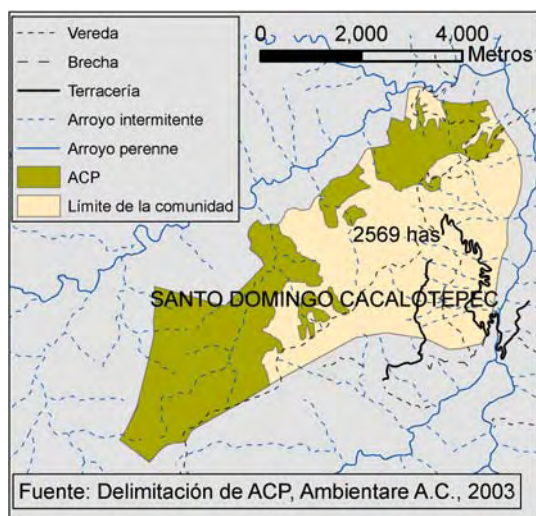 Vereda
Brecha
Terracería
Arroyo intermitente
Arroyo perenne
ACP
Límite de la comunidad
0 2,000 4,000
Metros
2569 has
SANTO DOMINGO CACALOTEPEC
Fuente: Delimitación de ACP, Ambientare A.C., 2003